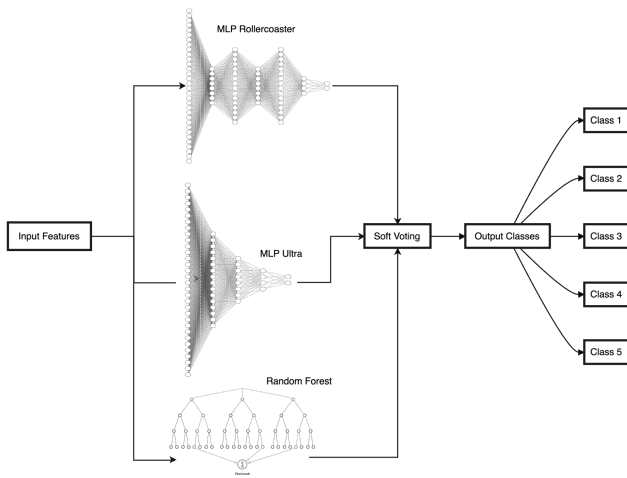 MLP Rollercoaster
Input Features
MLP Ultra
Soft Voting
Output Classes
Class 1
Class 2
Class 3
Class 4
Class 5
Random Forest